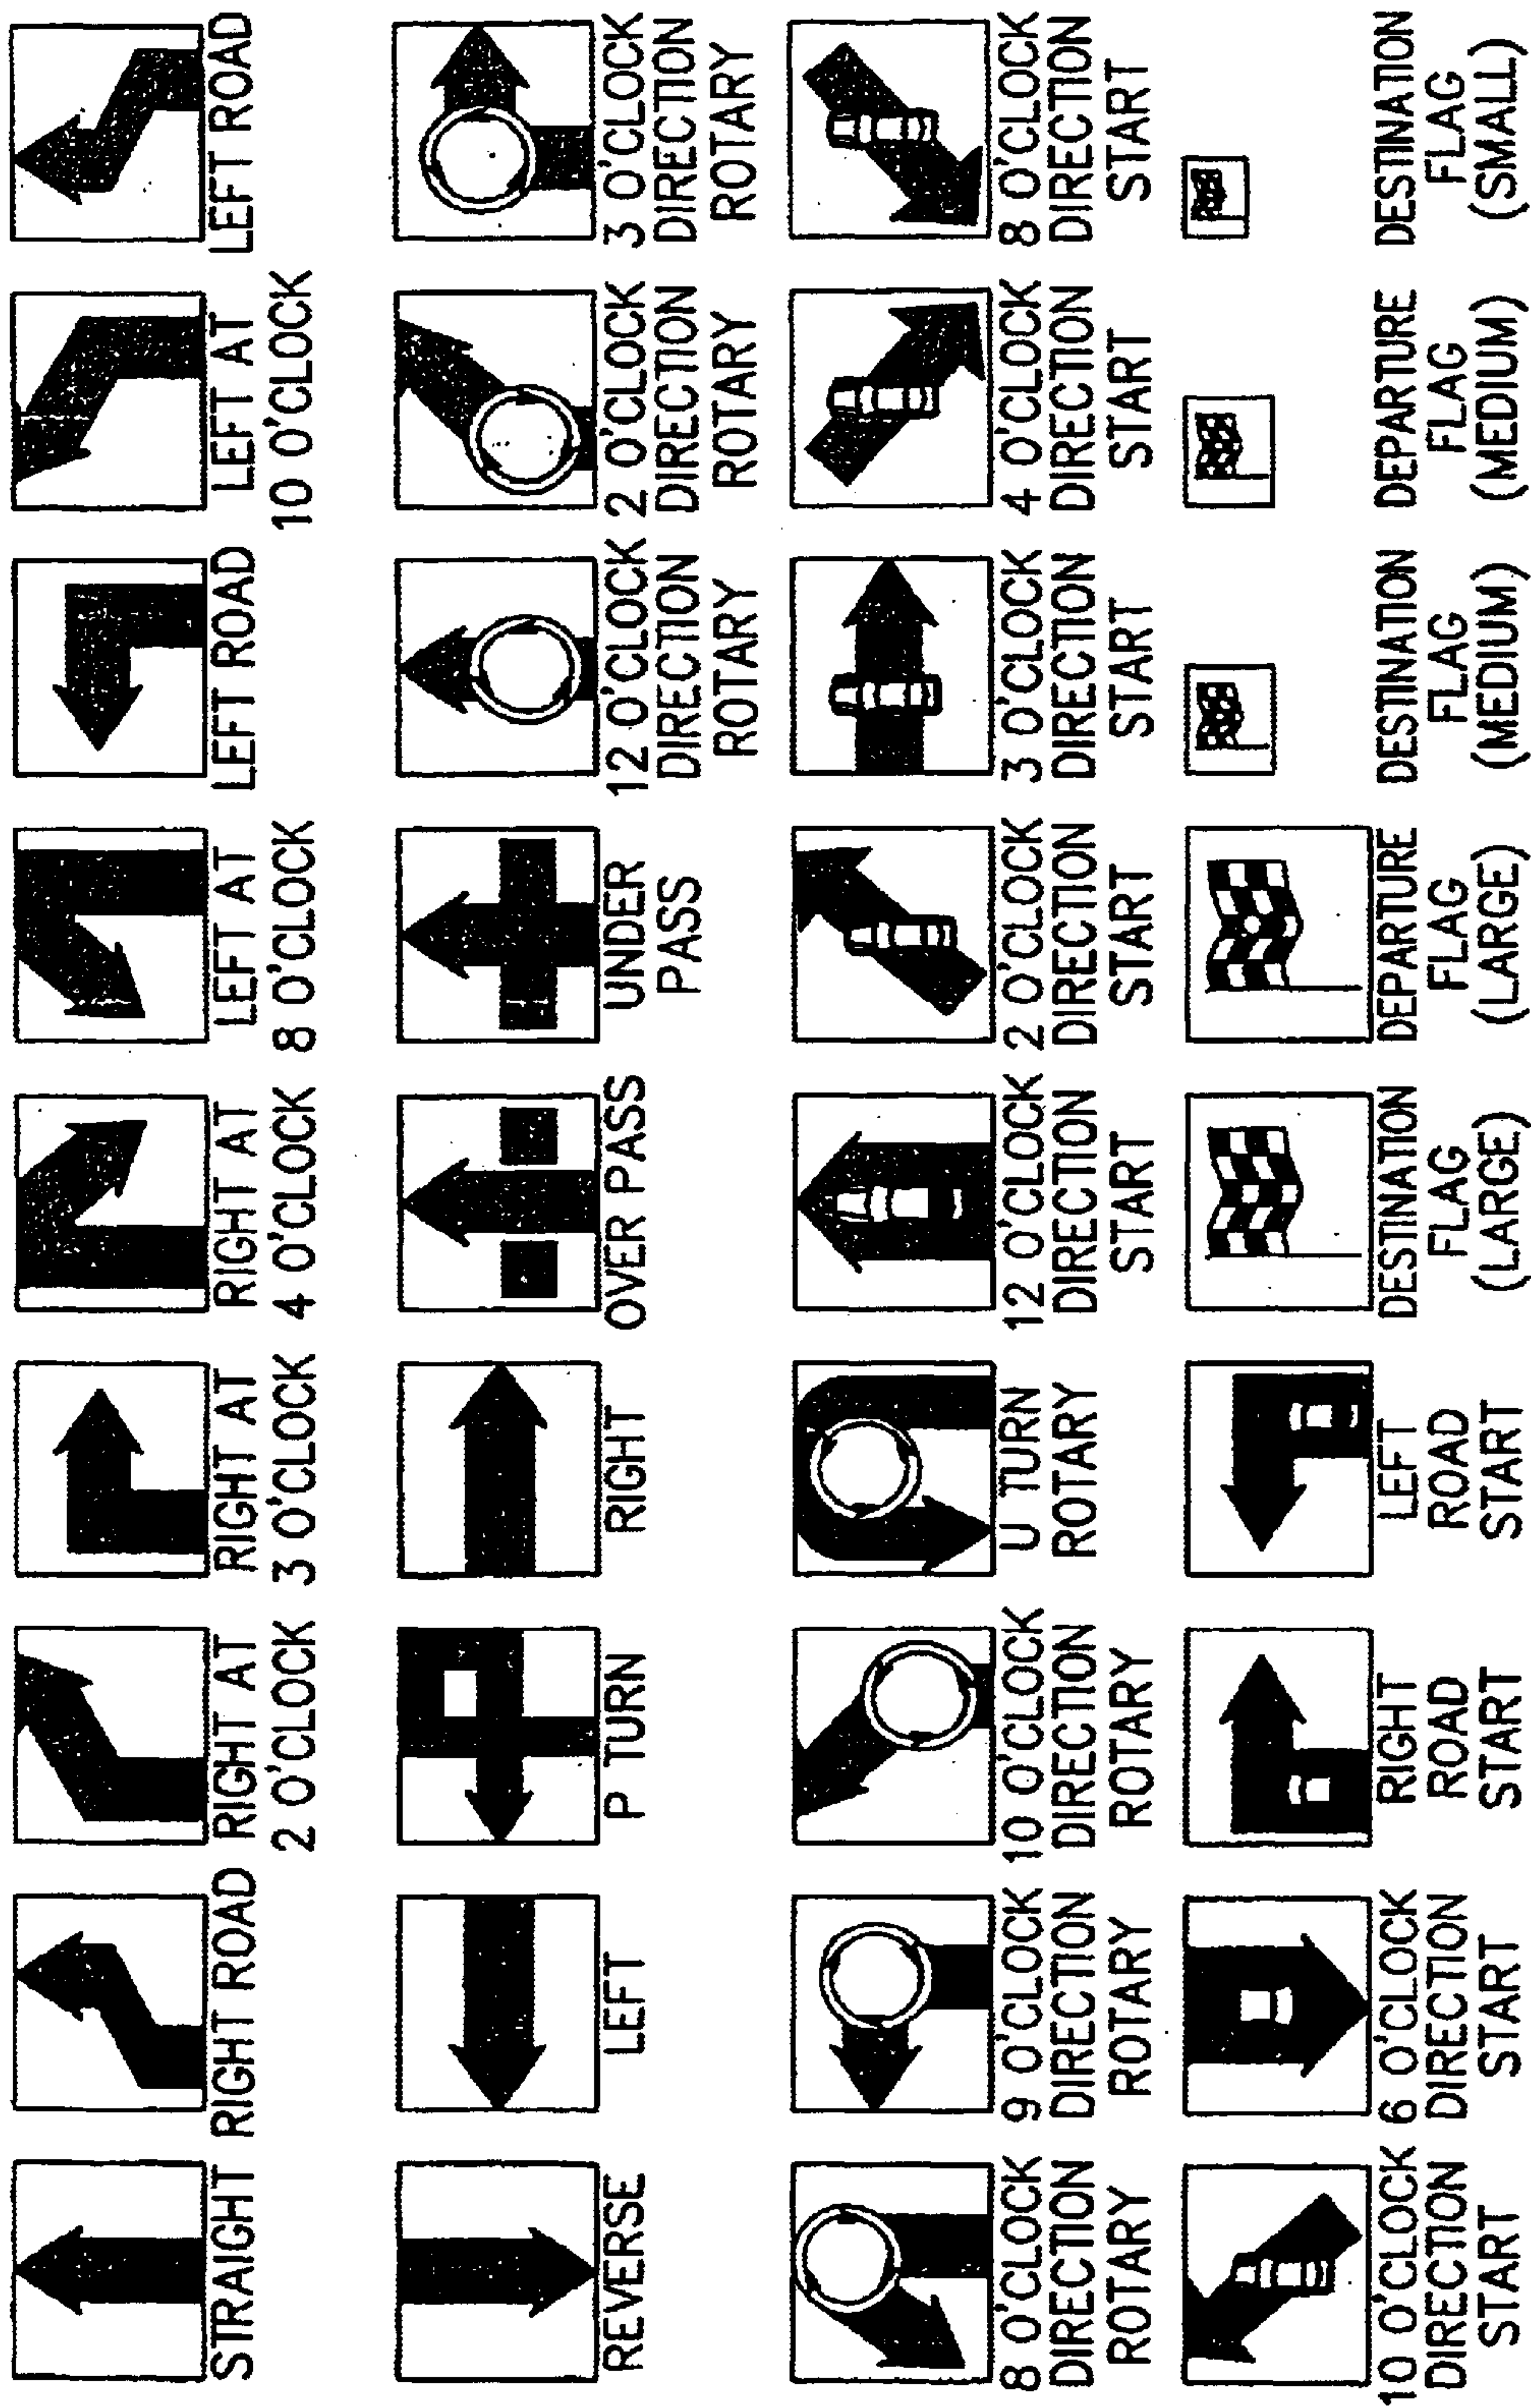 STRAIGHT
RIGHT ROAD
RIGHT AT
2 O'CLOCK
RIGHT AT
3 O'CLOCK
RIGHT AT
4 O'CLOCK
LEFT AT
8 O'CLOCK
LEFT ROAD
LEFT AT
10 O'CLOCK
LEFT ROAD
REVERSE
LEFT
P TURN
RIGHT
OVER PASS
UNDER
PASS
12 O'CLOCK
DIRECTION
ROTARY
2 O'CLOCK
DIRECTION
ROTARY
3 O'CLOCK
DIRECTION
ROTARY
8 O'CLOCK
DIRECTION
ROTARY
9 O'CLOCK
DIRECTION
ROTARY
10 O'CLOCK
DIRECTION
ROTARY
U TURN
ROTARY
12 O'CLOCK
DIRECTION
START
2 O'CLOCK
DIRECTION
START
3 O'CLOCK
DIRECTION
START
4 O'CLOCK
DIRECTION
START
8 O'CLOCK
DIRECTION
START
10 O'CLOCK
DIRECTION
START
6 O'CLOCK
DIRECTION
START
RIGHT
ROAD
START
LEFT
ROAD
START
DESTINATION
FLAG
(LARGE)
DEPARTURE
FLAG
(LARGE)
DESTINATION
FLAG
(MEDIUM)
DEPARTURE
FLAG
(MEDIUM)
DESTINATION
FLAG
(SMALL)